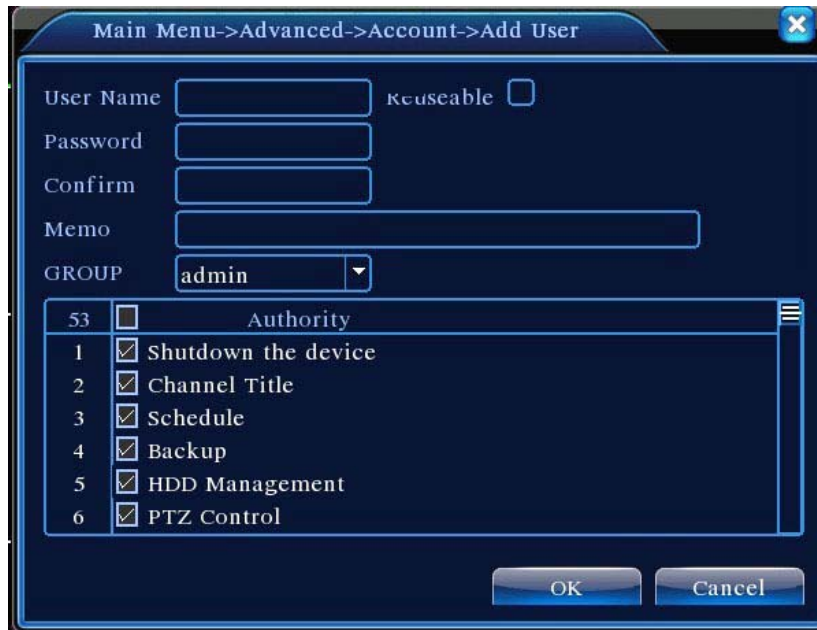 Main Menu->Advanced->Account->Add User
User Name Reuseable
Password
Confirm
Memo
GROUP admin
53 Authority
1 Shutdown the device
2 Channel Title
3 Schedule
4 Backup
5 HDD Management
6 PTZ Control
OK Cancel